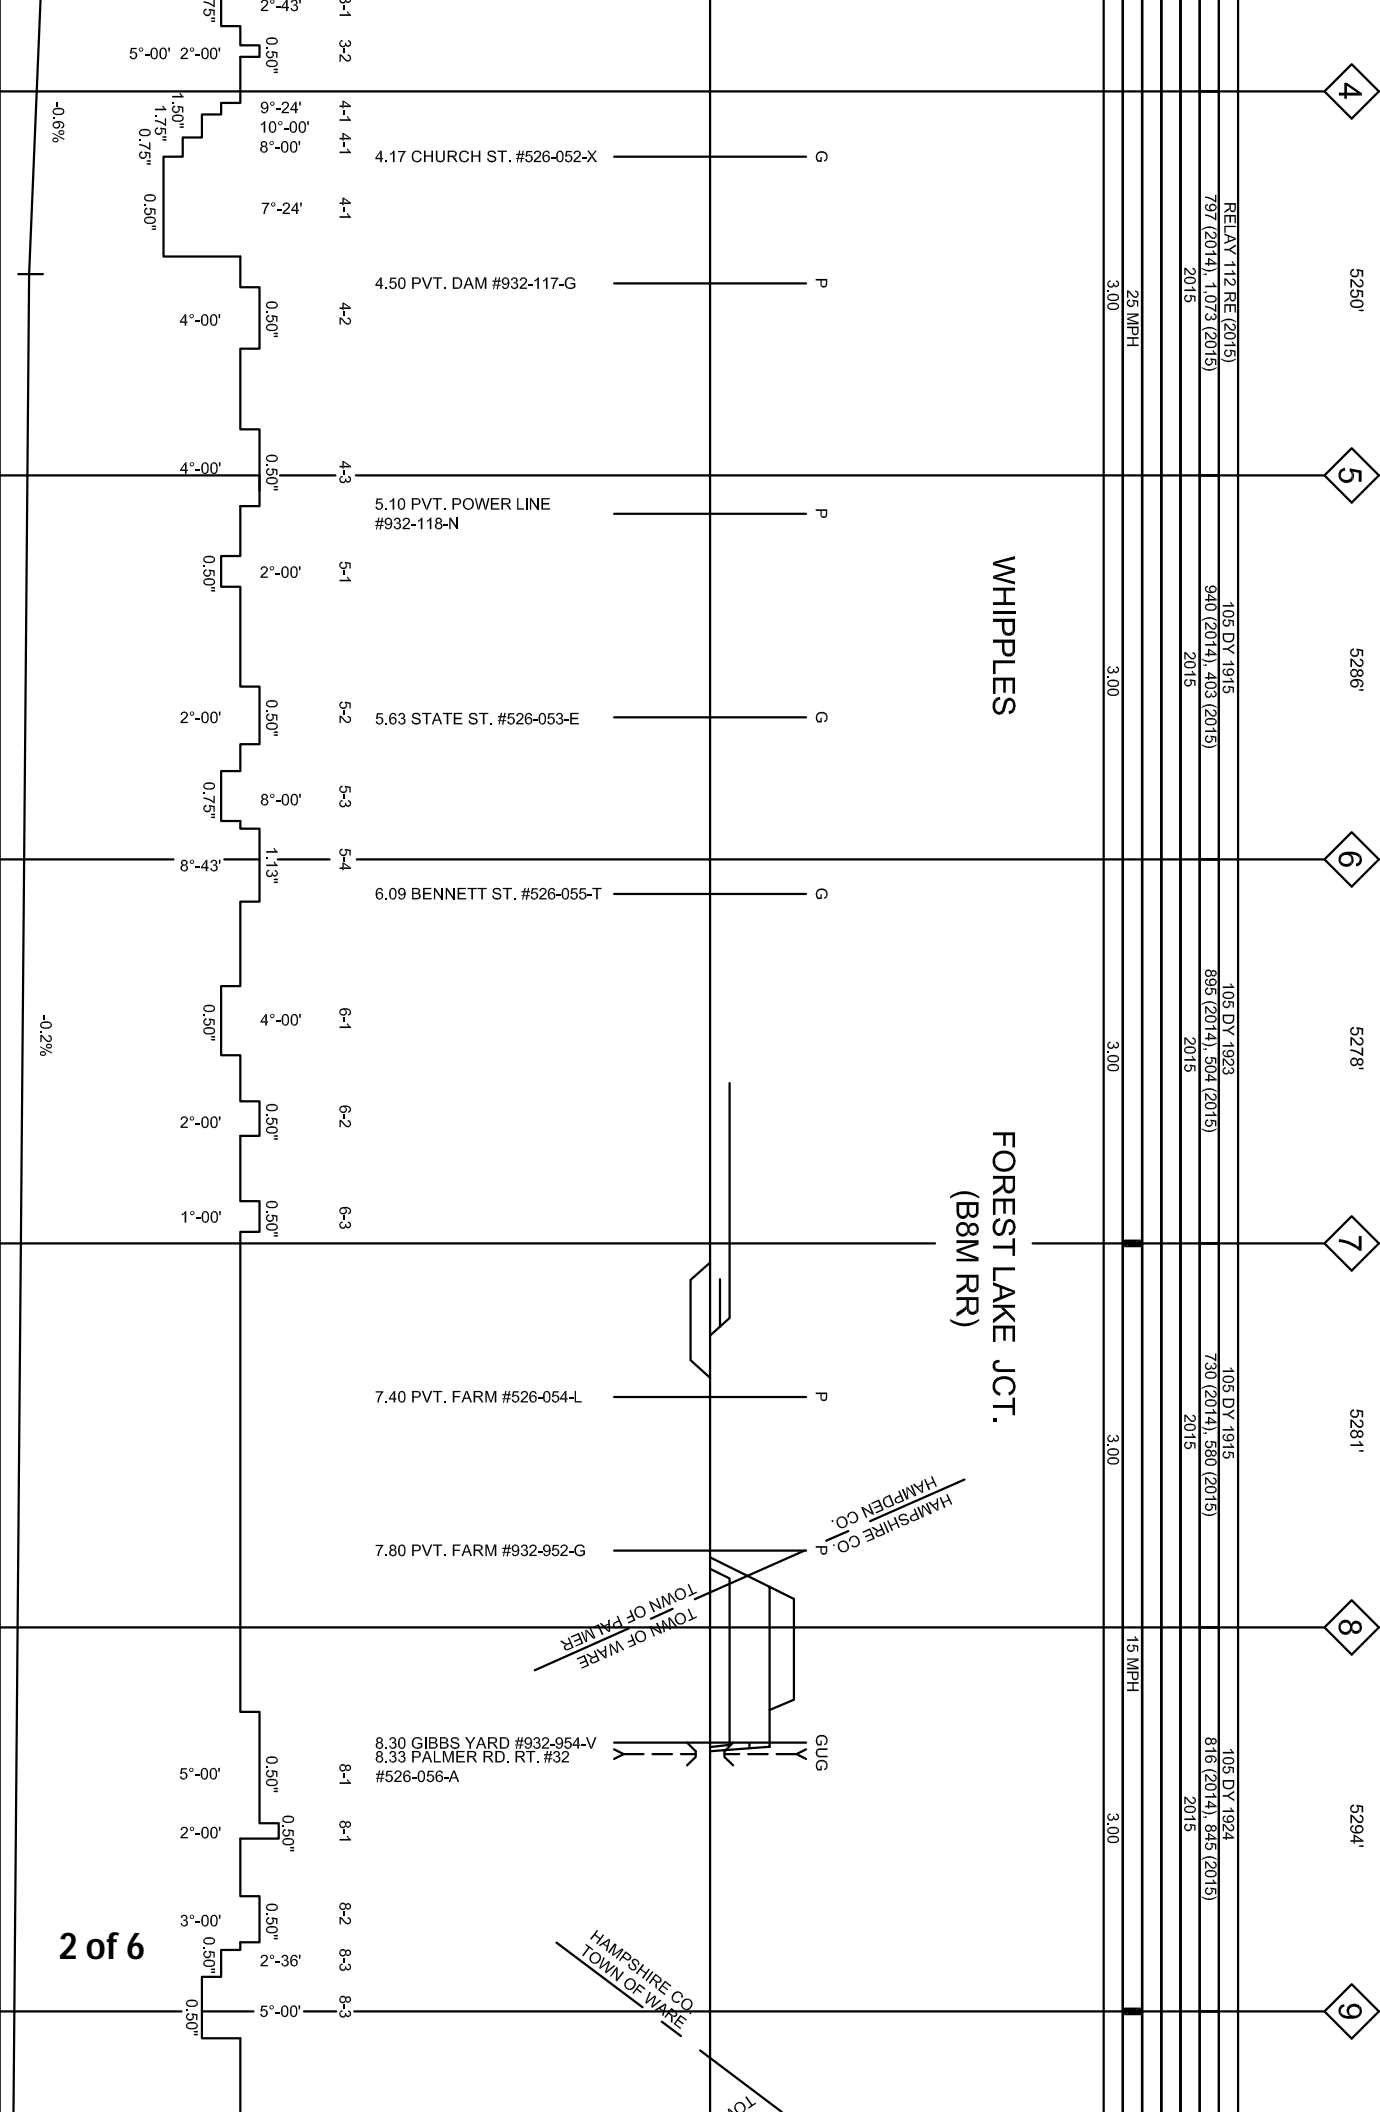 4
5250'
5
5286'
6
5278'
7
5281'
8
5294'
9
RELAY 112 RE (2015)
797 (2014), 1,073 (2015)
2015
105 DY 1915
940 (2014), 403 (2015)
2015
105 DY 1923
895 (2014), 504 (2015)
2015
105 DY 1915
730 (2014), 580 (2015)
2015
105 DY 1924
816 (2014), 845 (2015)
2015
25 MPH
15 MPH
3.00
3.00
3.00
3.00
3.00
WHIPPLES
FOREST LAKE JCT.
(B8M RR)
HAMPDEN CO.
HAMPSHIRE CO.
TOWN OF PALMER
TOWN OF WARE
HAMPSHIRE CO.
TOWN OF WARE
G
P
P
G
G
P
P
GUG
4.17 CHURCH ST. #526-052-X
4.50 PVT. DAM #932-117-G
5.10 PVT. POWER LINE
#932-118-N
5.63 STATE ST. #526-053-E
6.09 BENNETT ST. #526-055-T
7.40 PVT. FARM #526-054-L
7.80 PVT. FARM #932-952-G
8.30 GIBBS YARD #932-954-V
8.33 PALMER RD. RT. #32
#526-056-A
3-1
3-2
4-1
4-1
4-1
4-2
4-3
5-1
5-2
5-3
5-4
6-1
6-2
6-3
8-1
8-1
8-2
8-3
8-3
2°-43'
5°-00' 2°-00'
0.50"
9°-24'
10°-00'
8°-00'
7°-24'
1.50"
1.75"
0.75"
0.50"
4°-00'
0.50"
4°-00'
0.50"
2°-00'
0.50"
2°-00'
0.50"
8°-00'
0.75"
8°-43'
1.13"
4°-00'
0.50"
2°-00'
0.50"
1°-00'
0.50"
5°-00'
0.50"
2°-00'
0.50"
3°-00'
0.50"
2°-36'
0.50"
5°-00'
0.50"
-0.6%
-0.2%
2 of 6